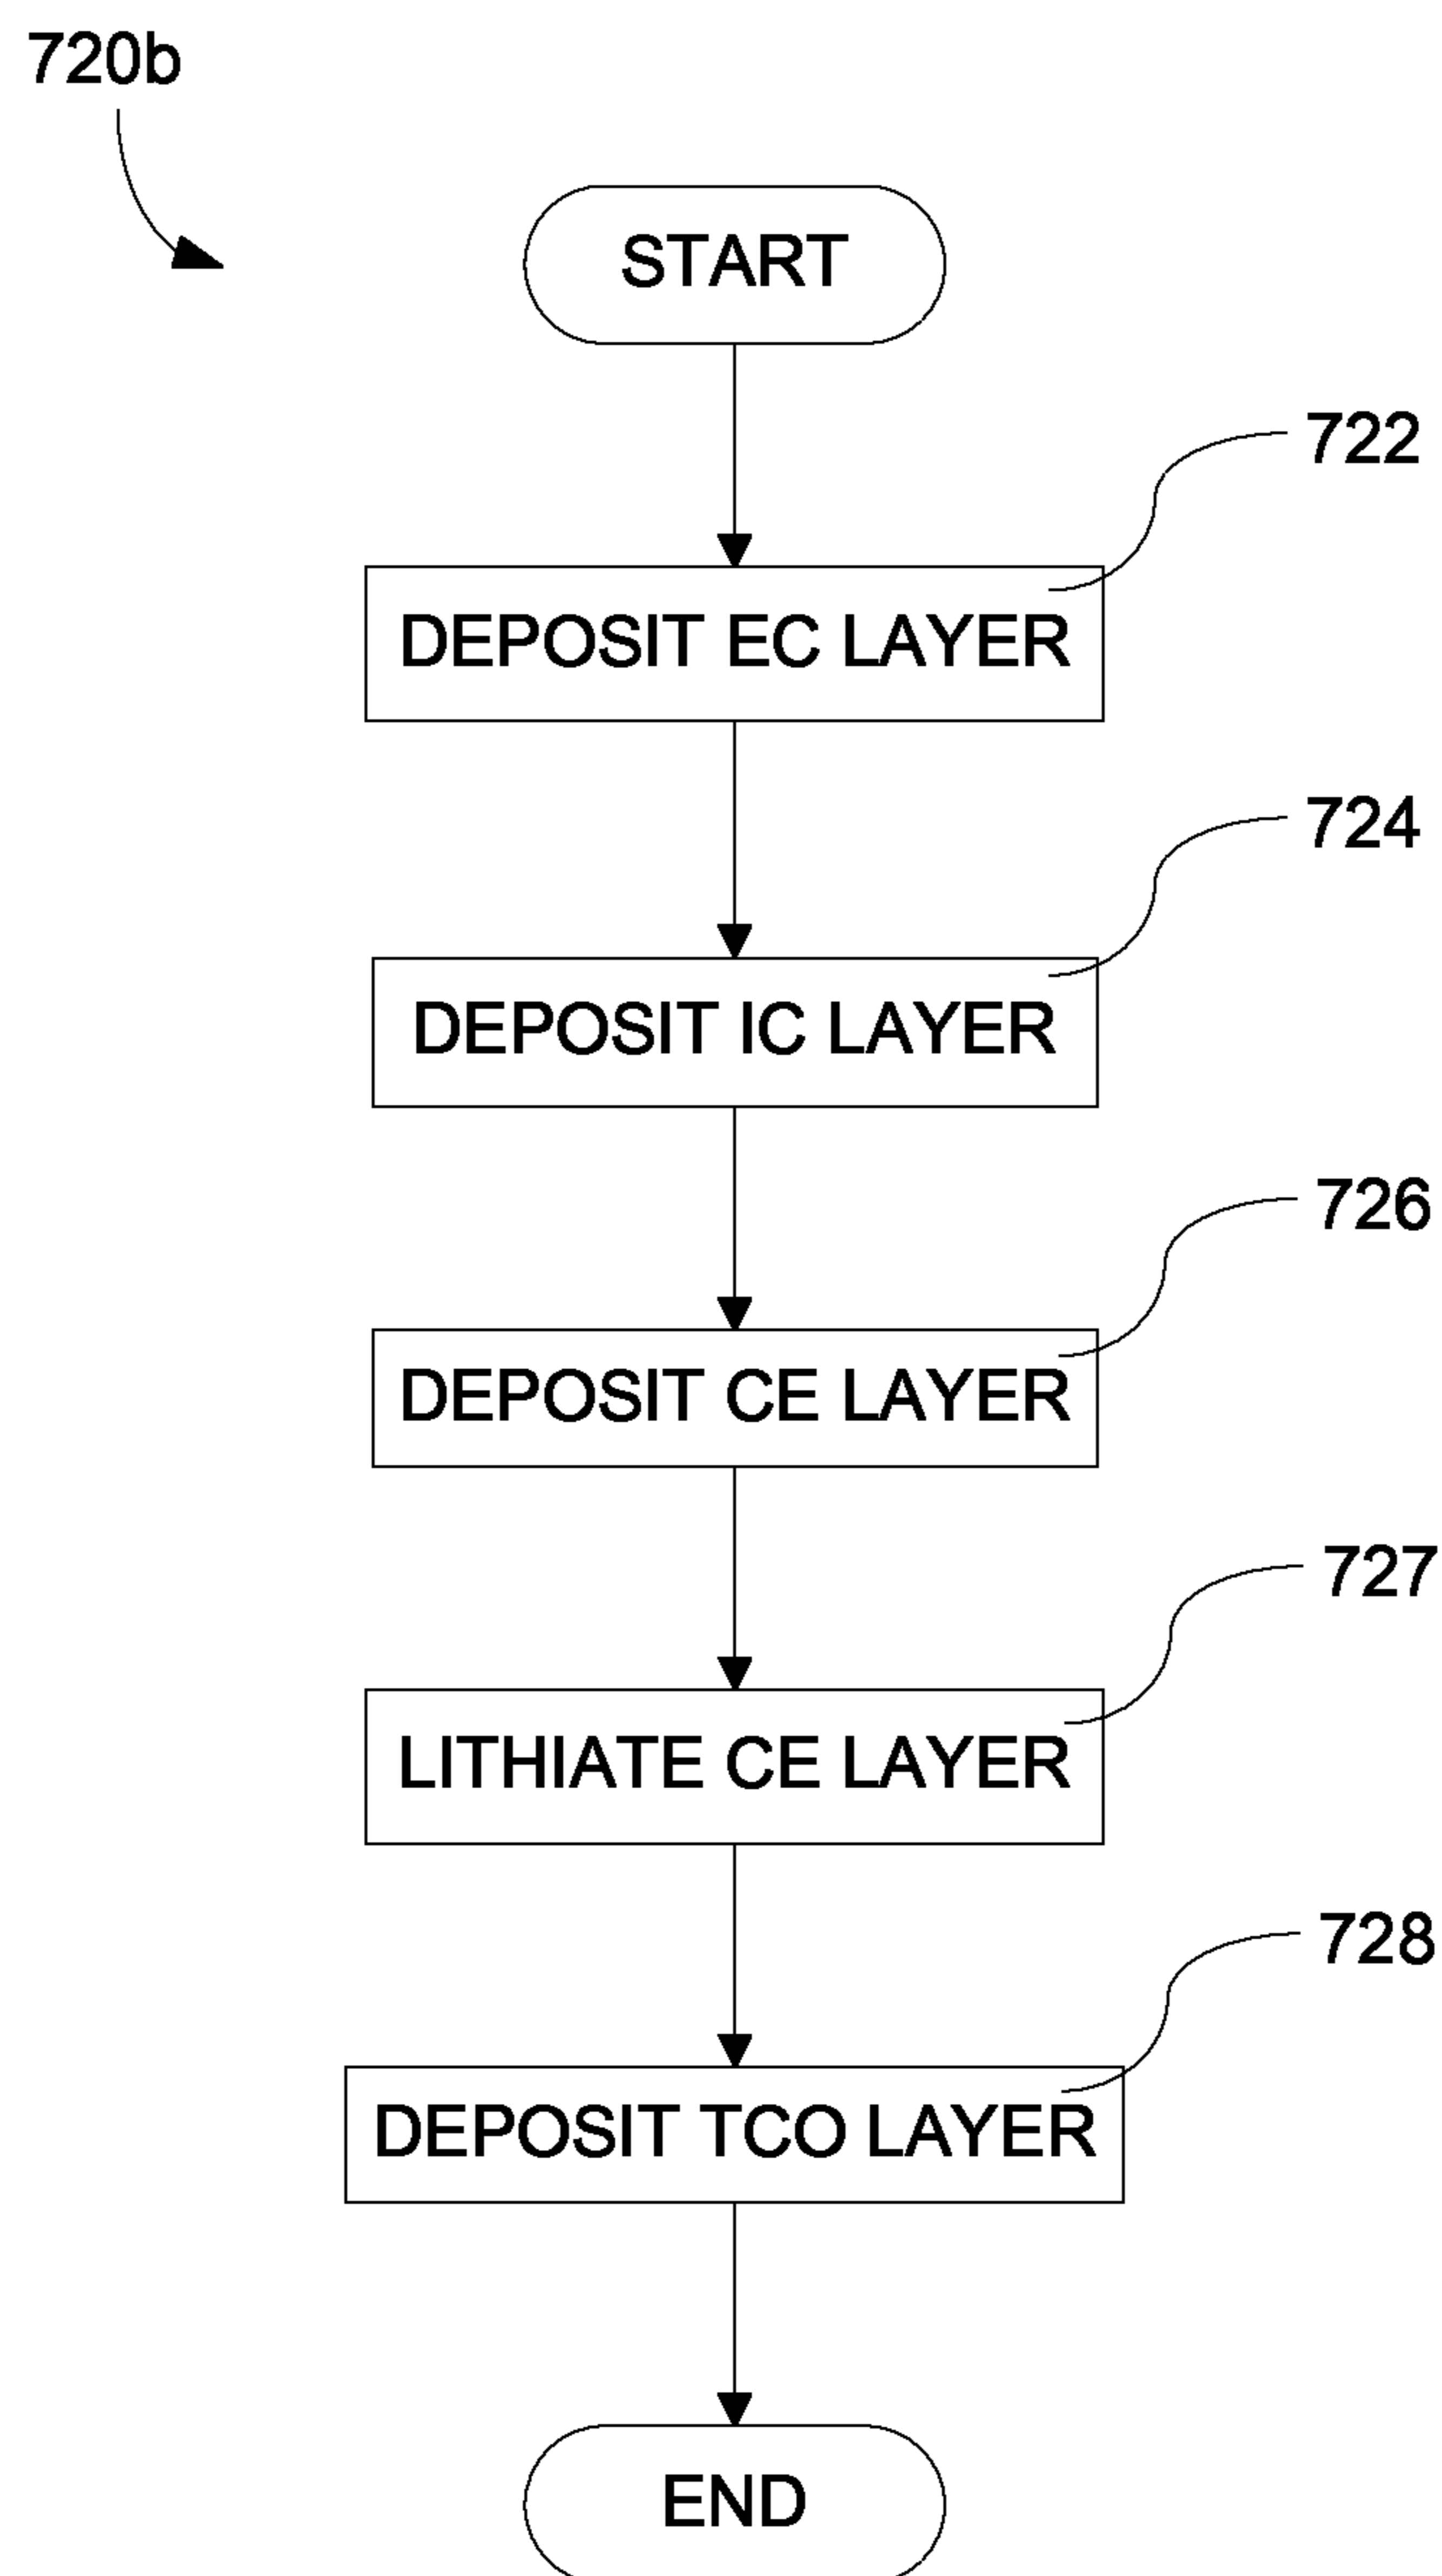 720b
START
722
DEPOSIT EC LAYER
724
DEPOSIT IC LAYER
726
DEPOSIT CE LAYER
727
LITHIATE CE LAYER
728
DEPOSIT TCO LAYER
END